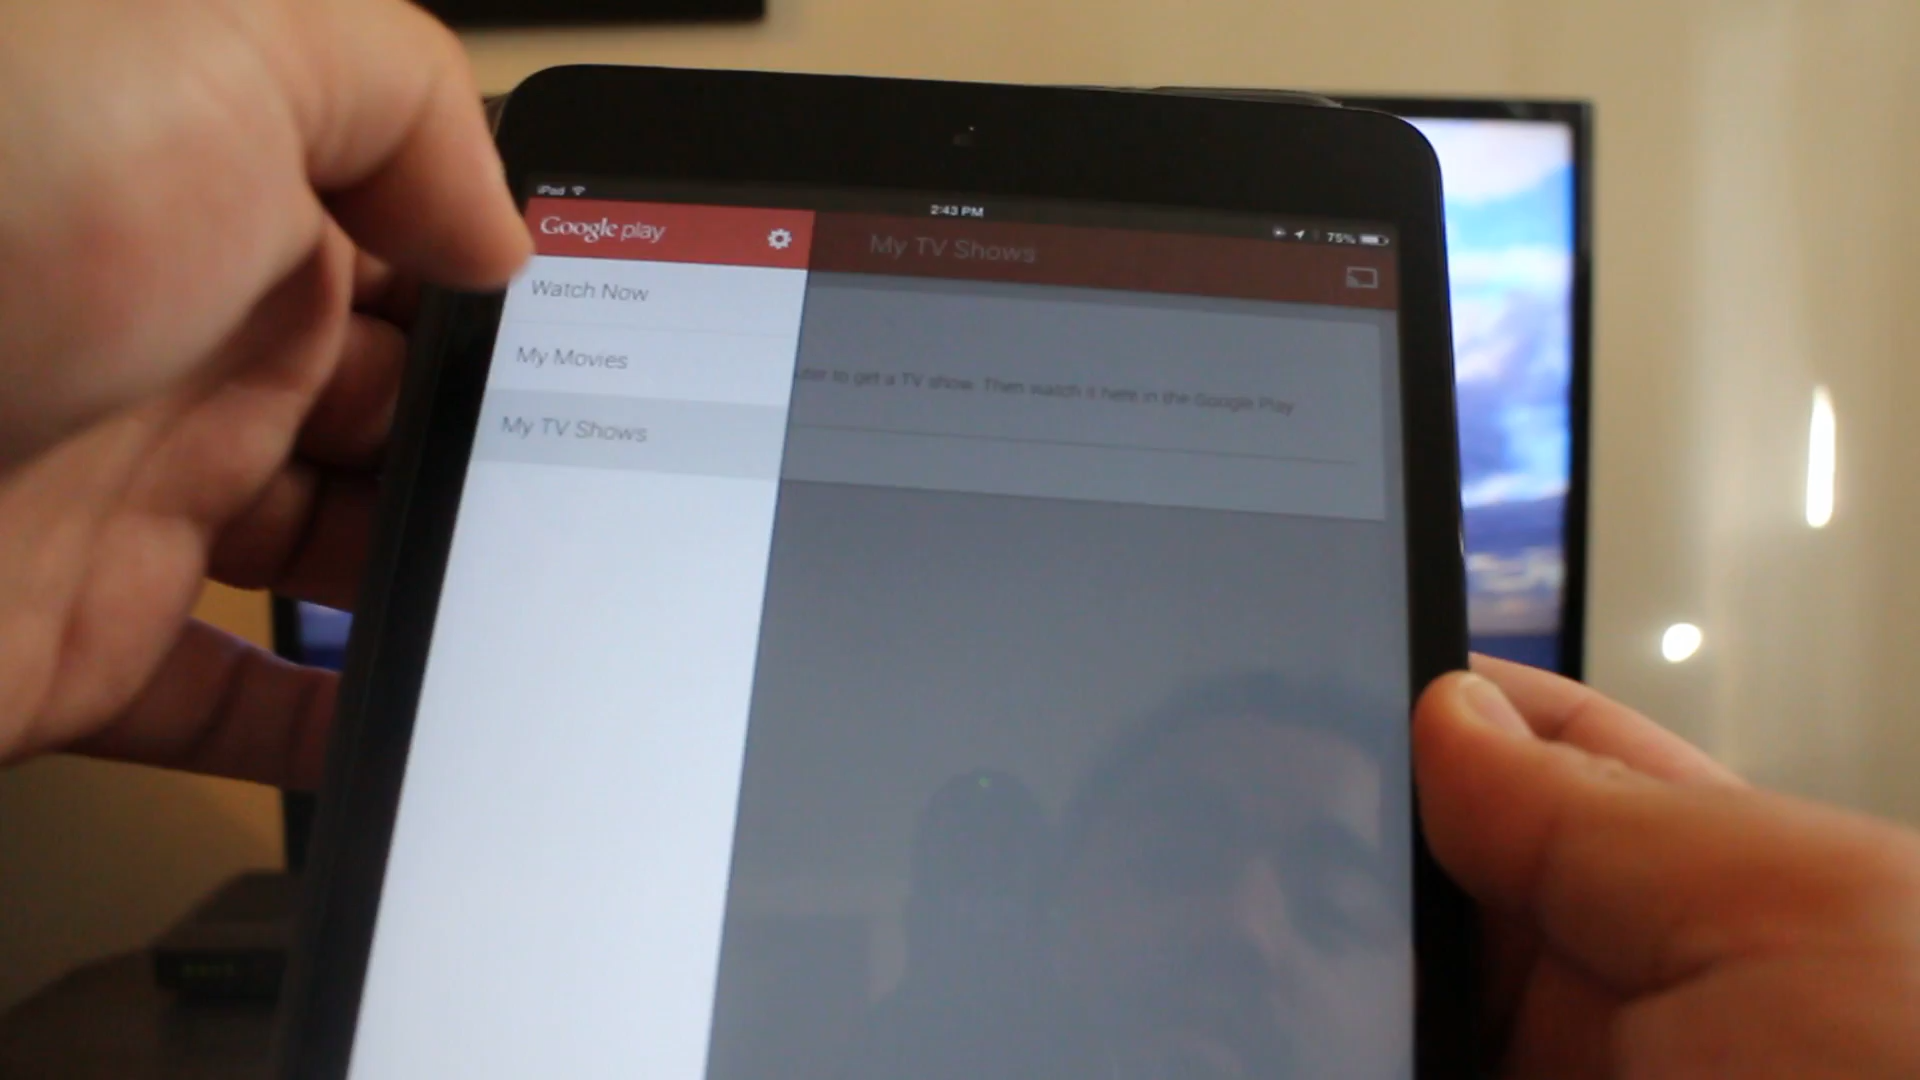 iPad
2:43 PM
75%
Google play
My TV Shows
Watch Now
My Movies
My TV Shows
to get a TV show. Then watch it here in the Google Play